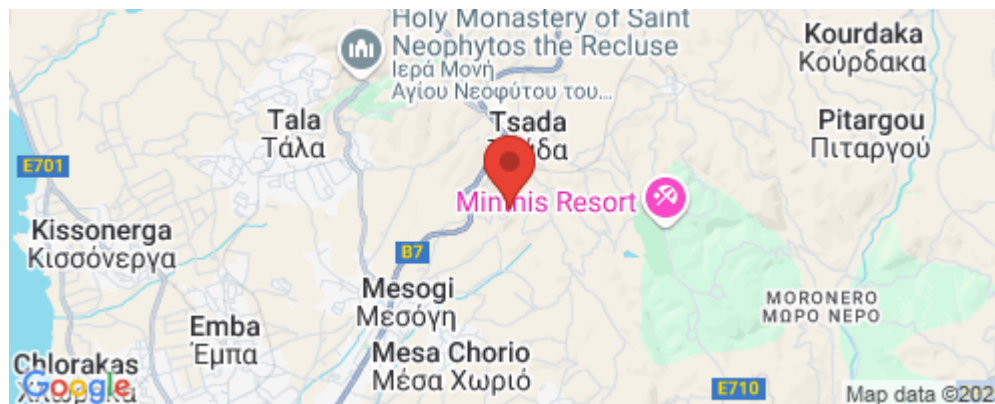 Holy Monastery of Saint
Neophytos the Recluse
Ιερά Μονή
Αγίου Νεοφύτου του...
Kourdaka
Κούρδακα
Tala
Τάλα
Tsada
Pitargou
Πιταργού
E701
Resort
Kissonerga
Κισσόνεργα
B7
Mesogi
Μεσόγη
MORONERO
ΜΩΡΟ ΝΕΡΟ
Emba
Έμπα
Mesa Chorio
Μέσα Χωριό
Chlorakas
Google
E710
Map data ©202